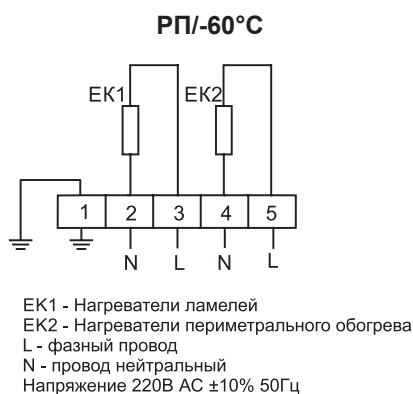 РП/-60°С
ЕК1 ЕК2
1 2 3 4 5
N L N L
ЕК1 - Нагреватели ламелей
ЕК2 - Нагреватели периметрального обогрева
L - фазный провод
N - провод нейтральный
Напряжение 220В АС ±10% 50Гц